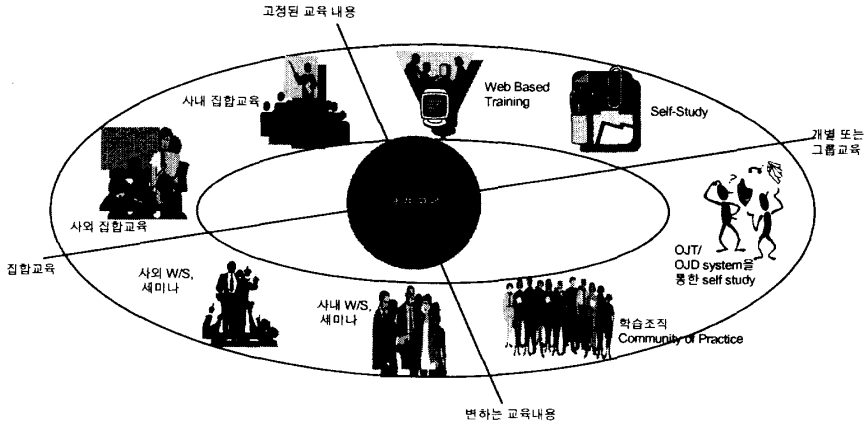 고정된 교육 내용
사내 집합교육
Web Based
Training
Self-Study
개별 또는
그룹교육
사외 집합교육
집합교육
사외 W/S,
세미나
사내 W/S,
세미나
학습조직
Community of Practice
OJT/
OJD system을
통한 self study
변하는 교육내용